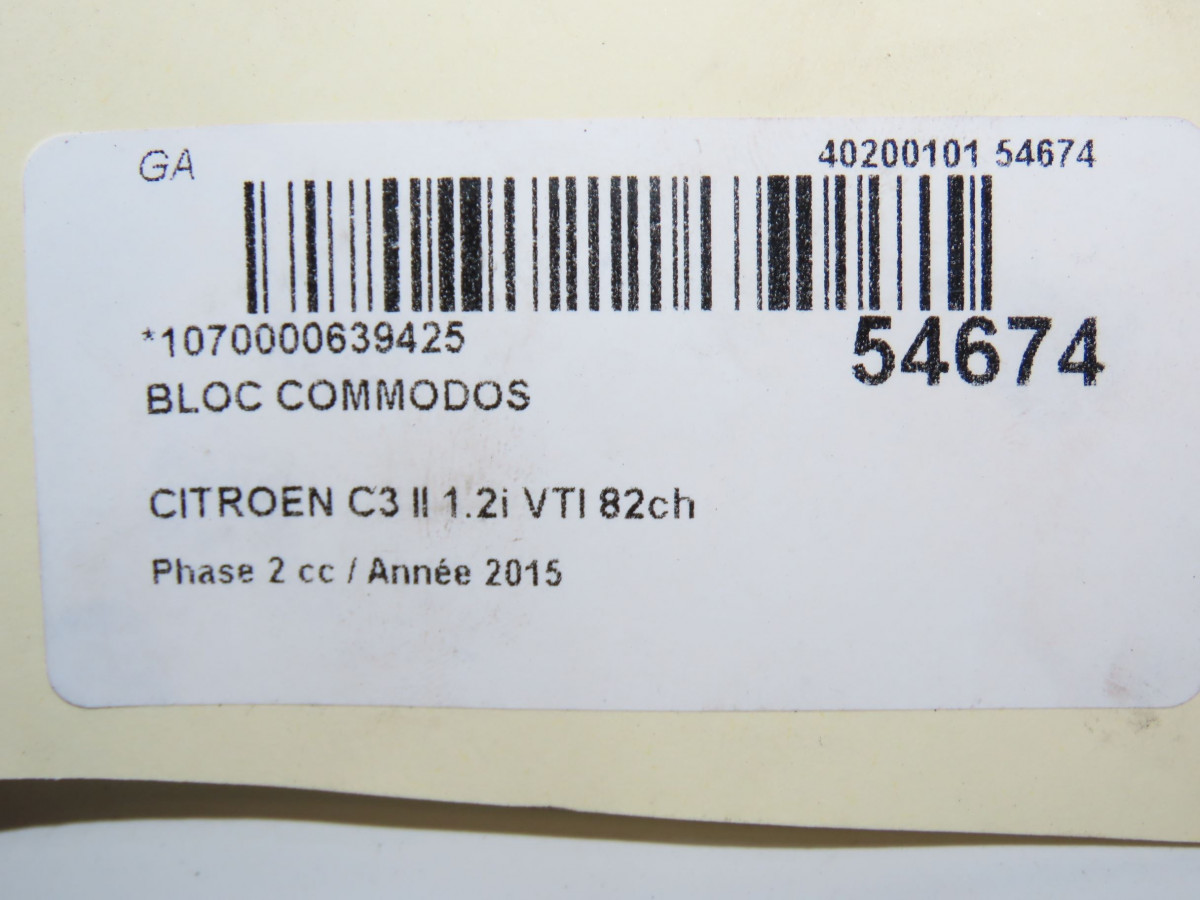 GA
40200101 54674
*1070000639425
54674
BLOC COMMODOS
CITROEN C3 II 1.2i VTI 82ch
Phase 2 cc / Année 2015